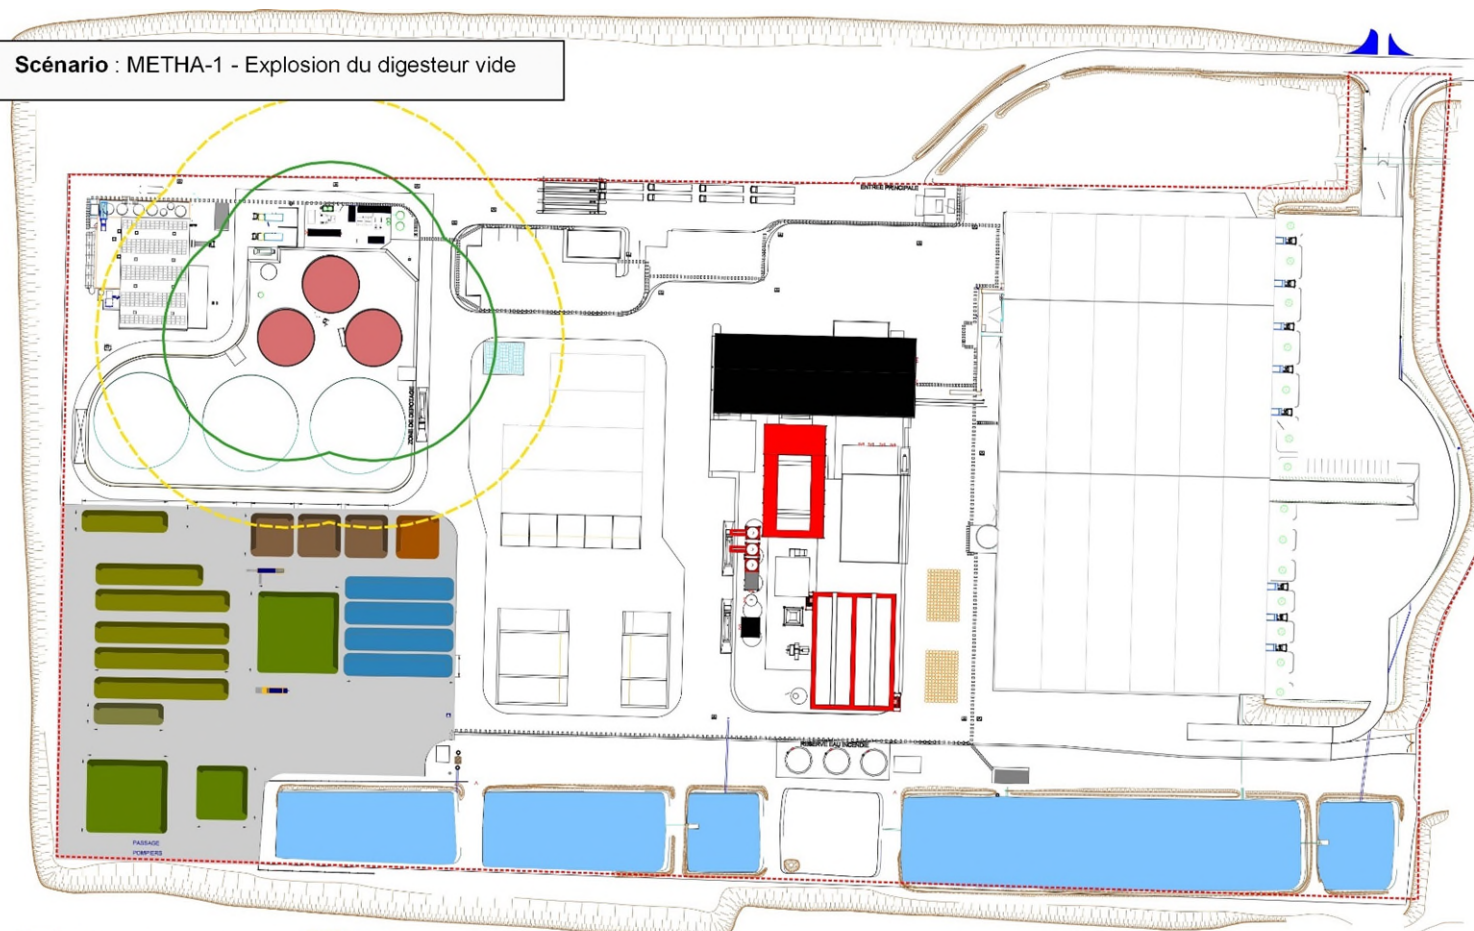 Scénario : METHA-1 - Explosion du digesteur vide
ENTREE PRINCIPALE
ZONE DE DEPOTAGE
RESERVE EAU INCENDIE
PASSAGE
POMPIERS